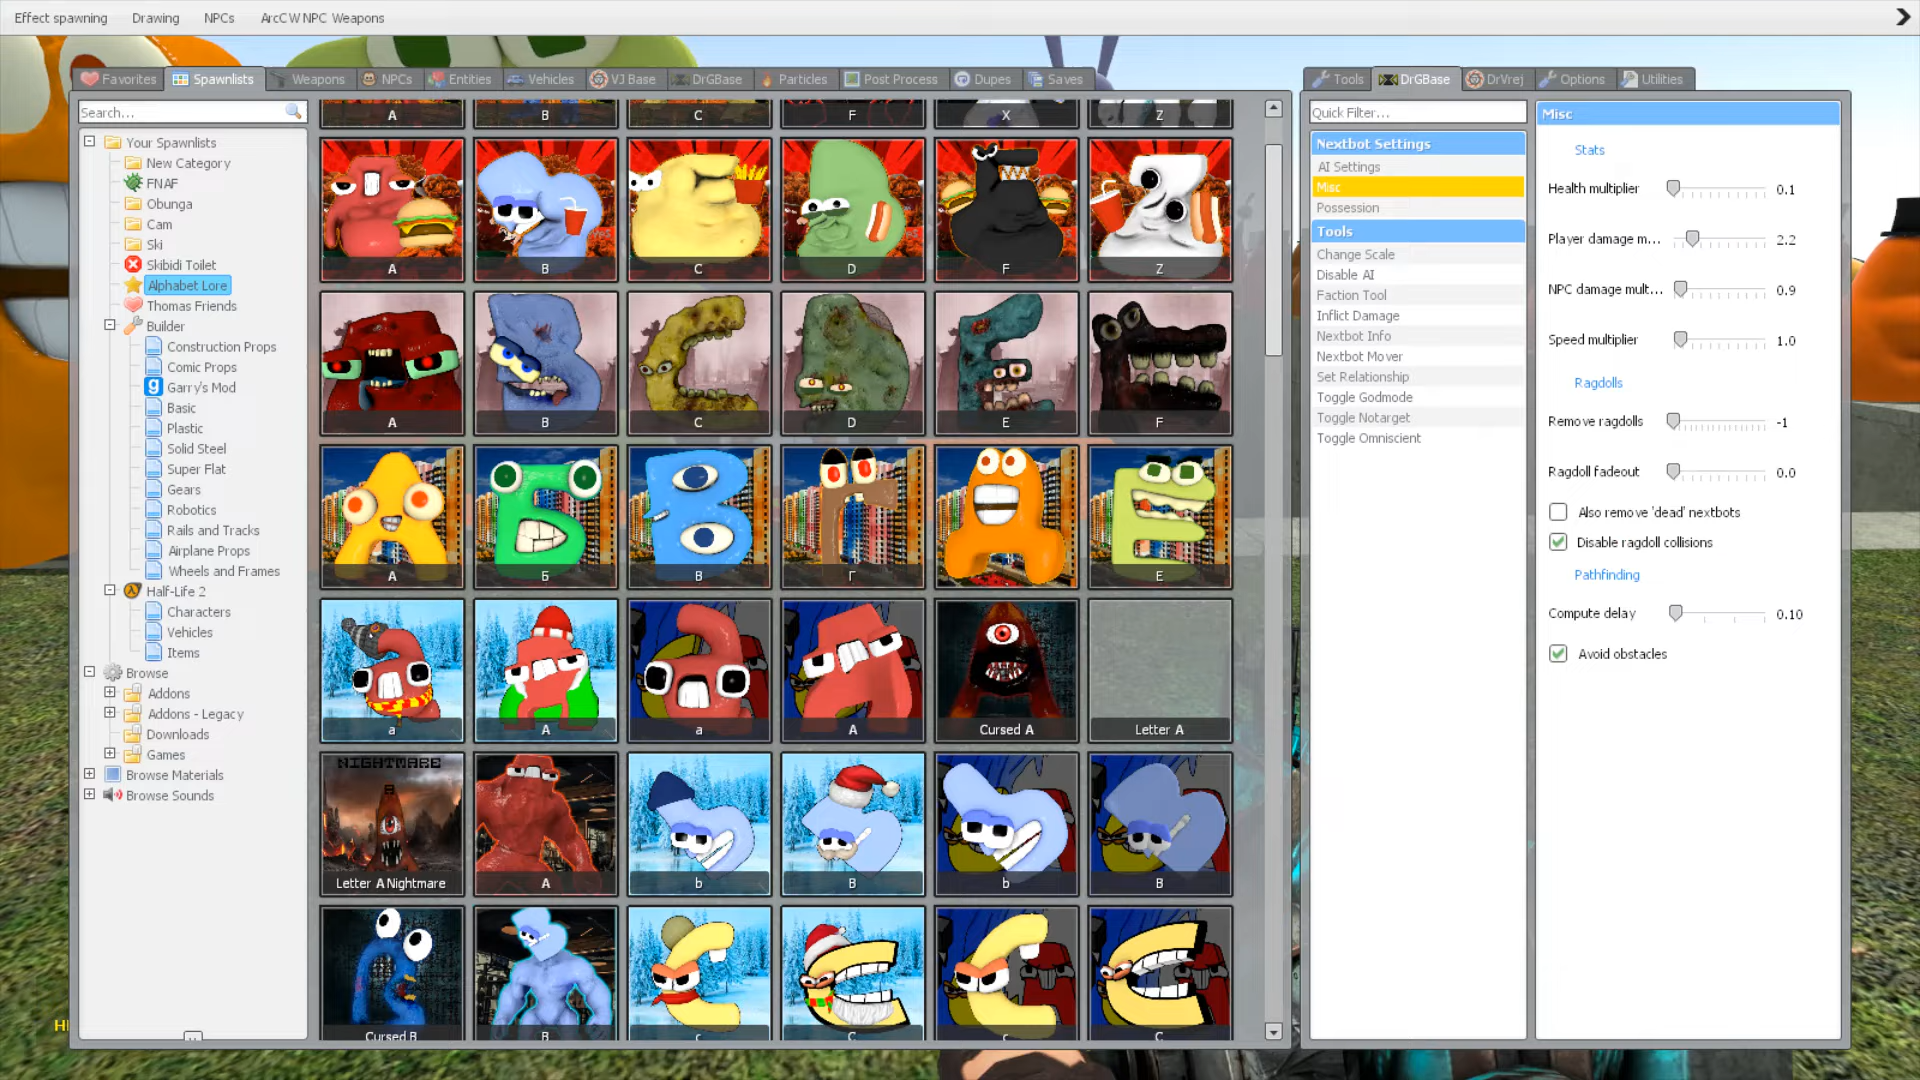 Effect spawning Drawing NPCs ArcCW NPC Weapons
Favorites Spawnlists Weapons NPCs Entities Vehicles VJ Base DrGBase Particles Post Process Dupes Saves
Search...
Your Spawnlists
New Category
FNAF
Obunga
Cam
Ski
Skibidi Toilet
Alphabet Lore
Thomas Friends
Builder
Construction Props
Comic Props
Garry's Mod
Basic
Plastic
Solid Steel
Super Flat
Gears
Robotics
Rails and Tracks
Airplane Props
Wheels and Frames
Half-Life 2
Characters
Vehicles
Items
Browse
Addons
Addons - Legacy
Downloads
Games
Browse Materials
Browse Sounds
A B C F X Z
A B C D F Z
A B C D E F
А Б В Г Е
a A a A Cursed A Letter A
NIGHTMARE
Letter A Nightmare A b B b B
Cursed B B c C c C
Tools DrGBase DrVrej Options Utilities
Quick Filter...
Nextbot Settings
AI Settings
Misc
Possession
Tools
Change Scale
Disable AI
Faction Tool
Inflict Damage
Nextbot Info
Nextbot Mover
Set Relationship
Toggle Godmode
Toggle Notarget
Toggle Omniscient
Misc
Stats
Health multiplier 0.1
Player damage m... 2.2
NPC damage mult... 0.9
Speed multiplier 1.0
Ragdolls
Remove ragdolls -1
Ragdoll fadeout 0.0
Also remove 'dead' nextbots
Disable ragdoll collisions
Pathfinding
Compute delay 0.10
Avoid obstacles